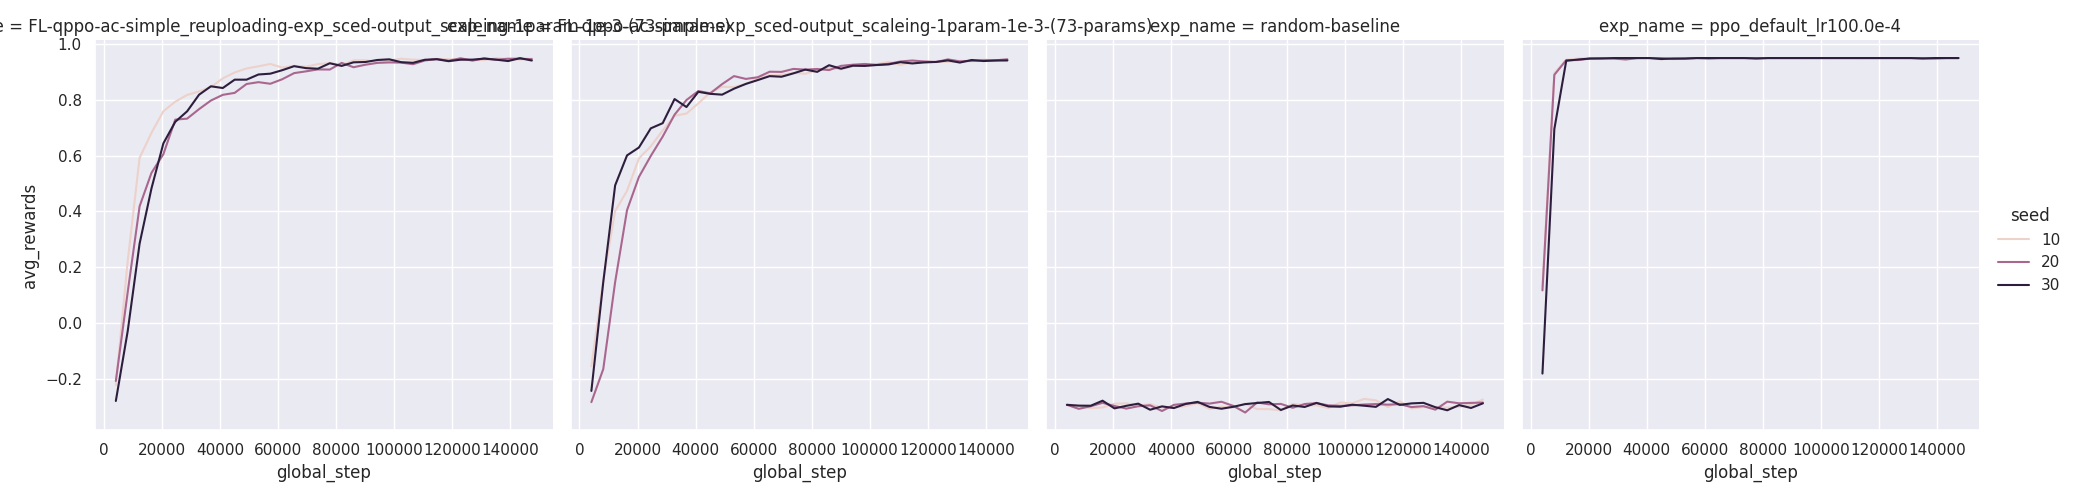 = FL-qppo-ac-simple_reuploading-exp_sced-output_scaleing-1param-1e-3-(73-params)
FL-qppo-ac-simple-exp_sced-output_scaleing-1param-1e-3-(73-params)
exp_name = random-baseline
exp_name = ppo_default_lr100.0e-4
avg_rewards
1.0
0.8
0.6
0.4
0.2
0.0
−0.2
0 20000 40000 60000 80000 100000 120000 140000
0 20000 40000 60000 80000 100000 120000 140000
0 20000 40000 60000 80000 100000 120000 140000
0 20000 40000 60000 80000 100000 120000 140000
global_step
global_step
global_step
global_step
seed
10
20
30